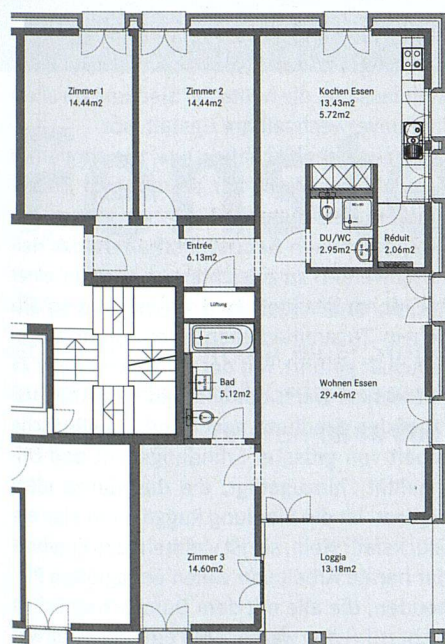 Zimmer 1
14.44m2
Zimmer 2
14.44m2
Kochen Essen
13.43m2
5.72m2
Entrée
6.13m2
DU/WC
2.95m2
Réduit
2.06m2
Lüftung
170 x 75
Bad
5.12m2
Wohnen Essen
29.46m2
Zimmer 3
14.60m2
Loggia
13.18m2